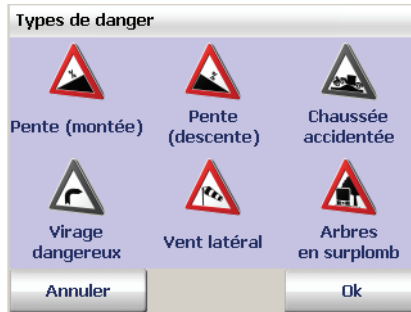 Types de danger
Pente (montée)
Pente
(descente)
Chaussée
accidentée
Virage
dangereux
Vent latéral
Arbres
en surplomb
Annuler
Ok